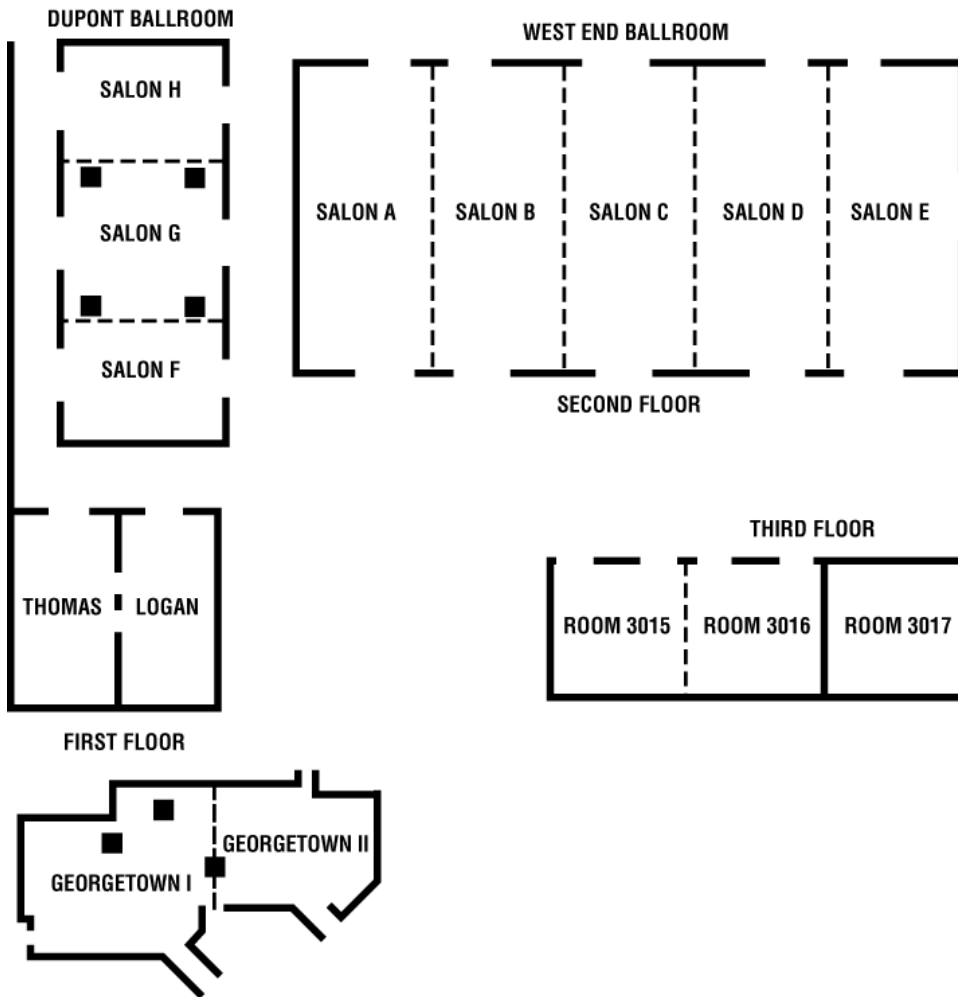 DUPONT BALLROOM
SALON H
SALON G
SALON F
WEST END BALLROOM
SALON A
SALON B
SALON C
SALON D
SALON E
SECOND FLOOR
THOMAS
LOGAN
THIRD FLOOR
ROOM 3015
ROOM 3016
ROOM 3017
FIRST FLOOR
GEORGETOWN I
GEORGETOWN II